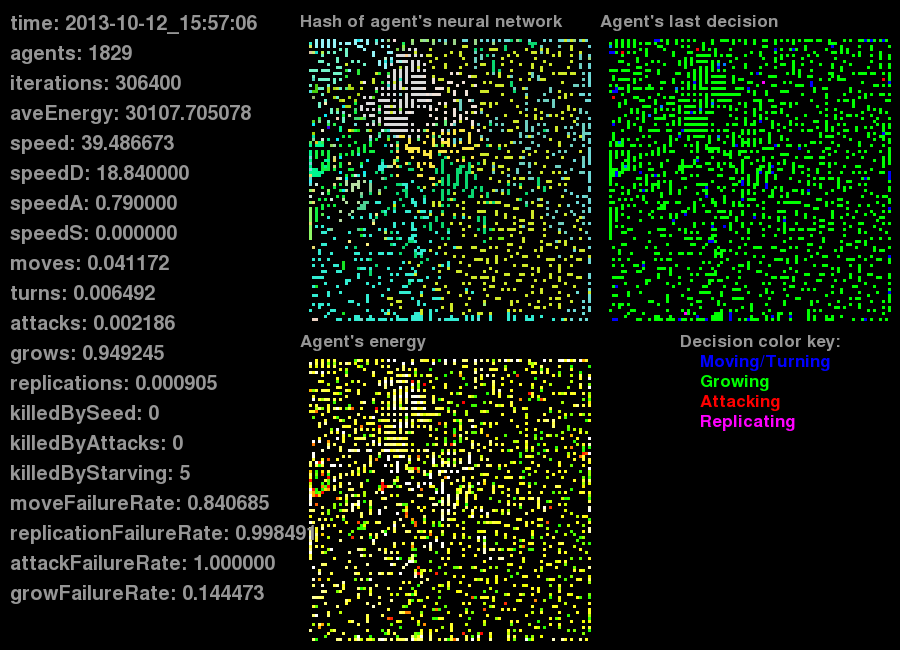 time: 2013-10-12_15:57:06
agents: 1829
iterations: 306400
aveEnergy: 30107.705078
speed: 39.486673
speedD: 18.840000
speedA: 0.790000
speedS: 0.000000
moves: 0.041172
turns: 0.006492
attacks: 0.002186
grows: 0.949245
replications: 0.000905
killedBySeed: 0
killedByAttacks: 0
killedByStarving: 5
moveFailureRate: 0.840685
replicationFailureRate: 0.998491
attackFailureRate: 1.000000
growFailureRate: 0.144473
Hash of agent's neural network
Agent's last decision
Agent's energy
Decision color key:
Moving/Turning
Growing
Attacking
Replicating